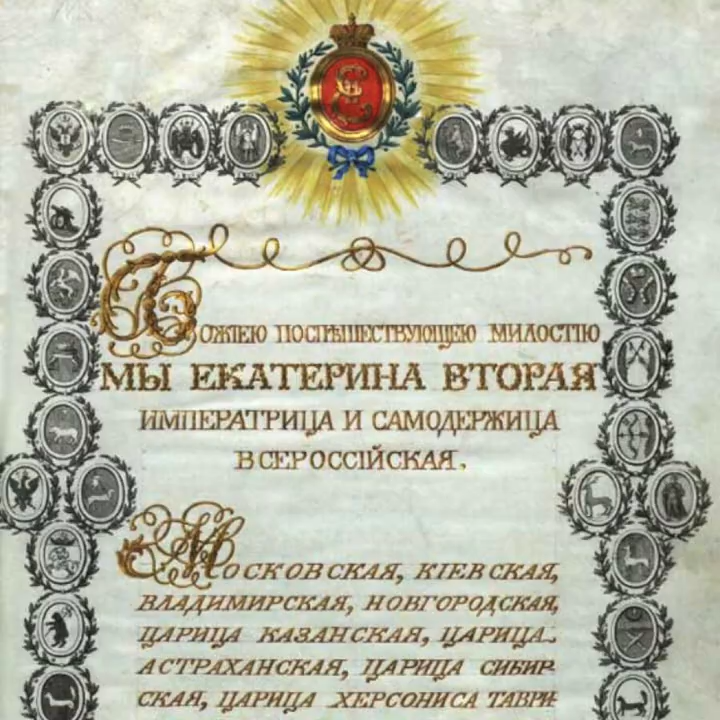 Божіею поспѣшествующею милостію
МЫ ЕКАТЕРИНА ВТОРАЯ
ИМПЕРАТРИЦА И САМОДЕРЖИЦА
ВСЕРОССІЙСКАЯ.
МОСКОВСКАЯ, КІЕВСКАЯ,
ВЛАДИМИРСКАЯ, НОВГОРОДСКАЯ,
ЦАРИЦА КАЗАНСКАЯ, ЦАРИЦА
АСТРАХАНСКАЯ, ЦАРИЦА СИБИР-
СКАЯ, ЦАРИЦА ХЕРСОНИСА ТАВРИ-